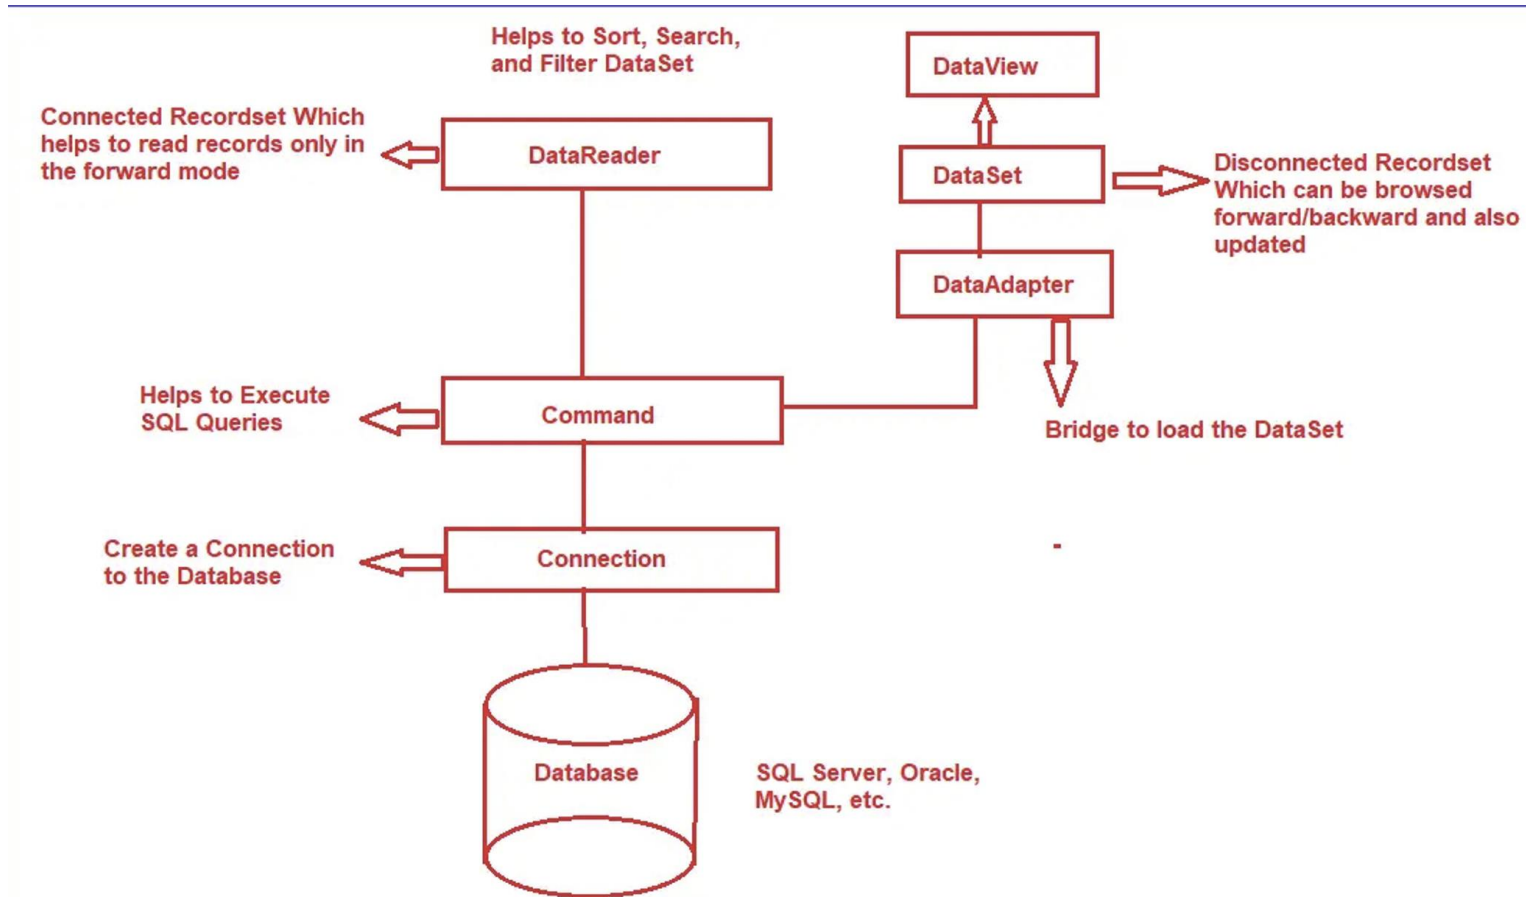 Helps to Sort, Search,
and Filter DataSet
DataView
Connected Recordset Which
helps to read records only in
the forward mode
DataReader
DataSet
Disconnected Recordset
Which can be browsed
forward/backward and also
updated
DataAdapter
Helps to Execute
SQL Queries
Command
Bridge to load the DataSet
Create a Connection
to the Database
Connection
Database
SQL Server, Oracle,
MySQL, etc.